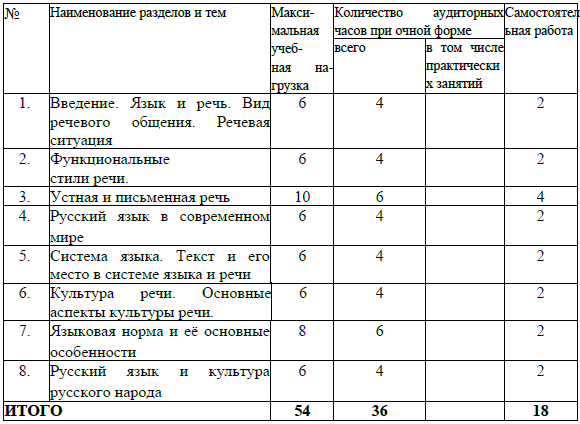 № Наименование разделов и тем Макси-
мальная
учеб-
ная на-
грузка Количество аудиторных
часов при очной форме Самостоятел
ьная работа
всего в том числе
практически
х занятий
1. Введение. Язык и речь. Вид 6 4 2
речевого общения. Речевая
ситуация
2. Функциональные 6 4 2
стили речи.
3. Устная и письменная речь 10 6 4
4. Русский язык в современном 6 4 2
мире
5. Система языка. Текст и его 6 4 2
место в системе языка и речи
6. Культура речи. Основные 6 4 2
аспекты культуры речи.
7. Языковая норма и её основные 8 6 2
особенности
8. Русский язык и культура 6 4 2
русского народа
ИТОГО 54 36 18